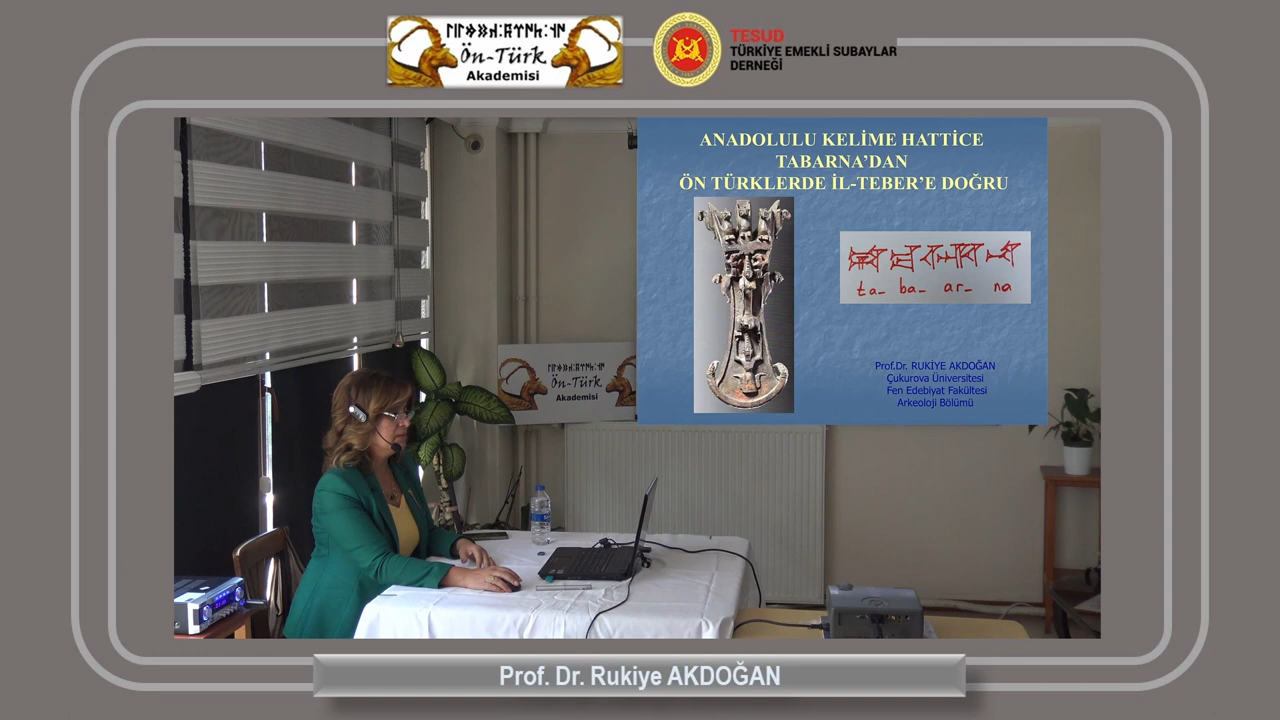 Ön-Türk
Akademisi
TESUD
TÜRKİYE EMEKLİ SUBAYLAR
DERNEĞİ
ANADOLULU KELİME HATTİCE
TABARNA’DAN
ÖN TÜRKLERDE İL-TEBER’E DOĞRU
ta- ba- ar- na
Prof.Dr. RUKİYE AKDOĞAN
Çukurova Üniversitesi
Fen Edebiyat Fakültesi
Arkeoloji Bölümü
Ön-Türk
Akademisi
Prof. Dr. Rukiye AKDOĞAN